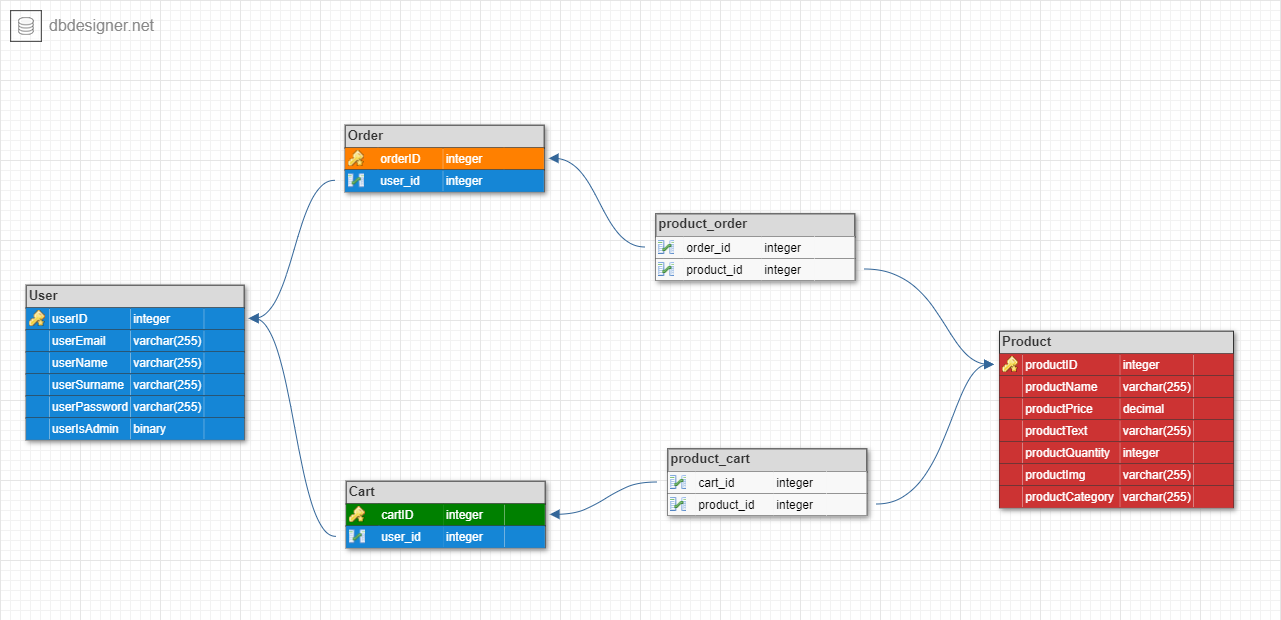 dbdesigner.net
Order
orderID integer
user_id integer
product_order
order_id integer
product_id integer
User
userID integer
userEmail varchar(255)
userName varchar(255)
userSurname varchar(255)
userPassword varchar(255)
userIsAdmin binary
Product
productID integer
productName varchar(255)
productPrice decimal
productText varchar(255)
productQuantity integer
productImg varchar(255)
productCategory varchar(255)
product_cart
cart_id integer
product_id integer
Cart
cartID integer
user_id integer